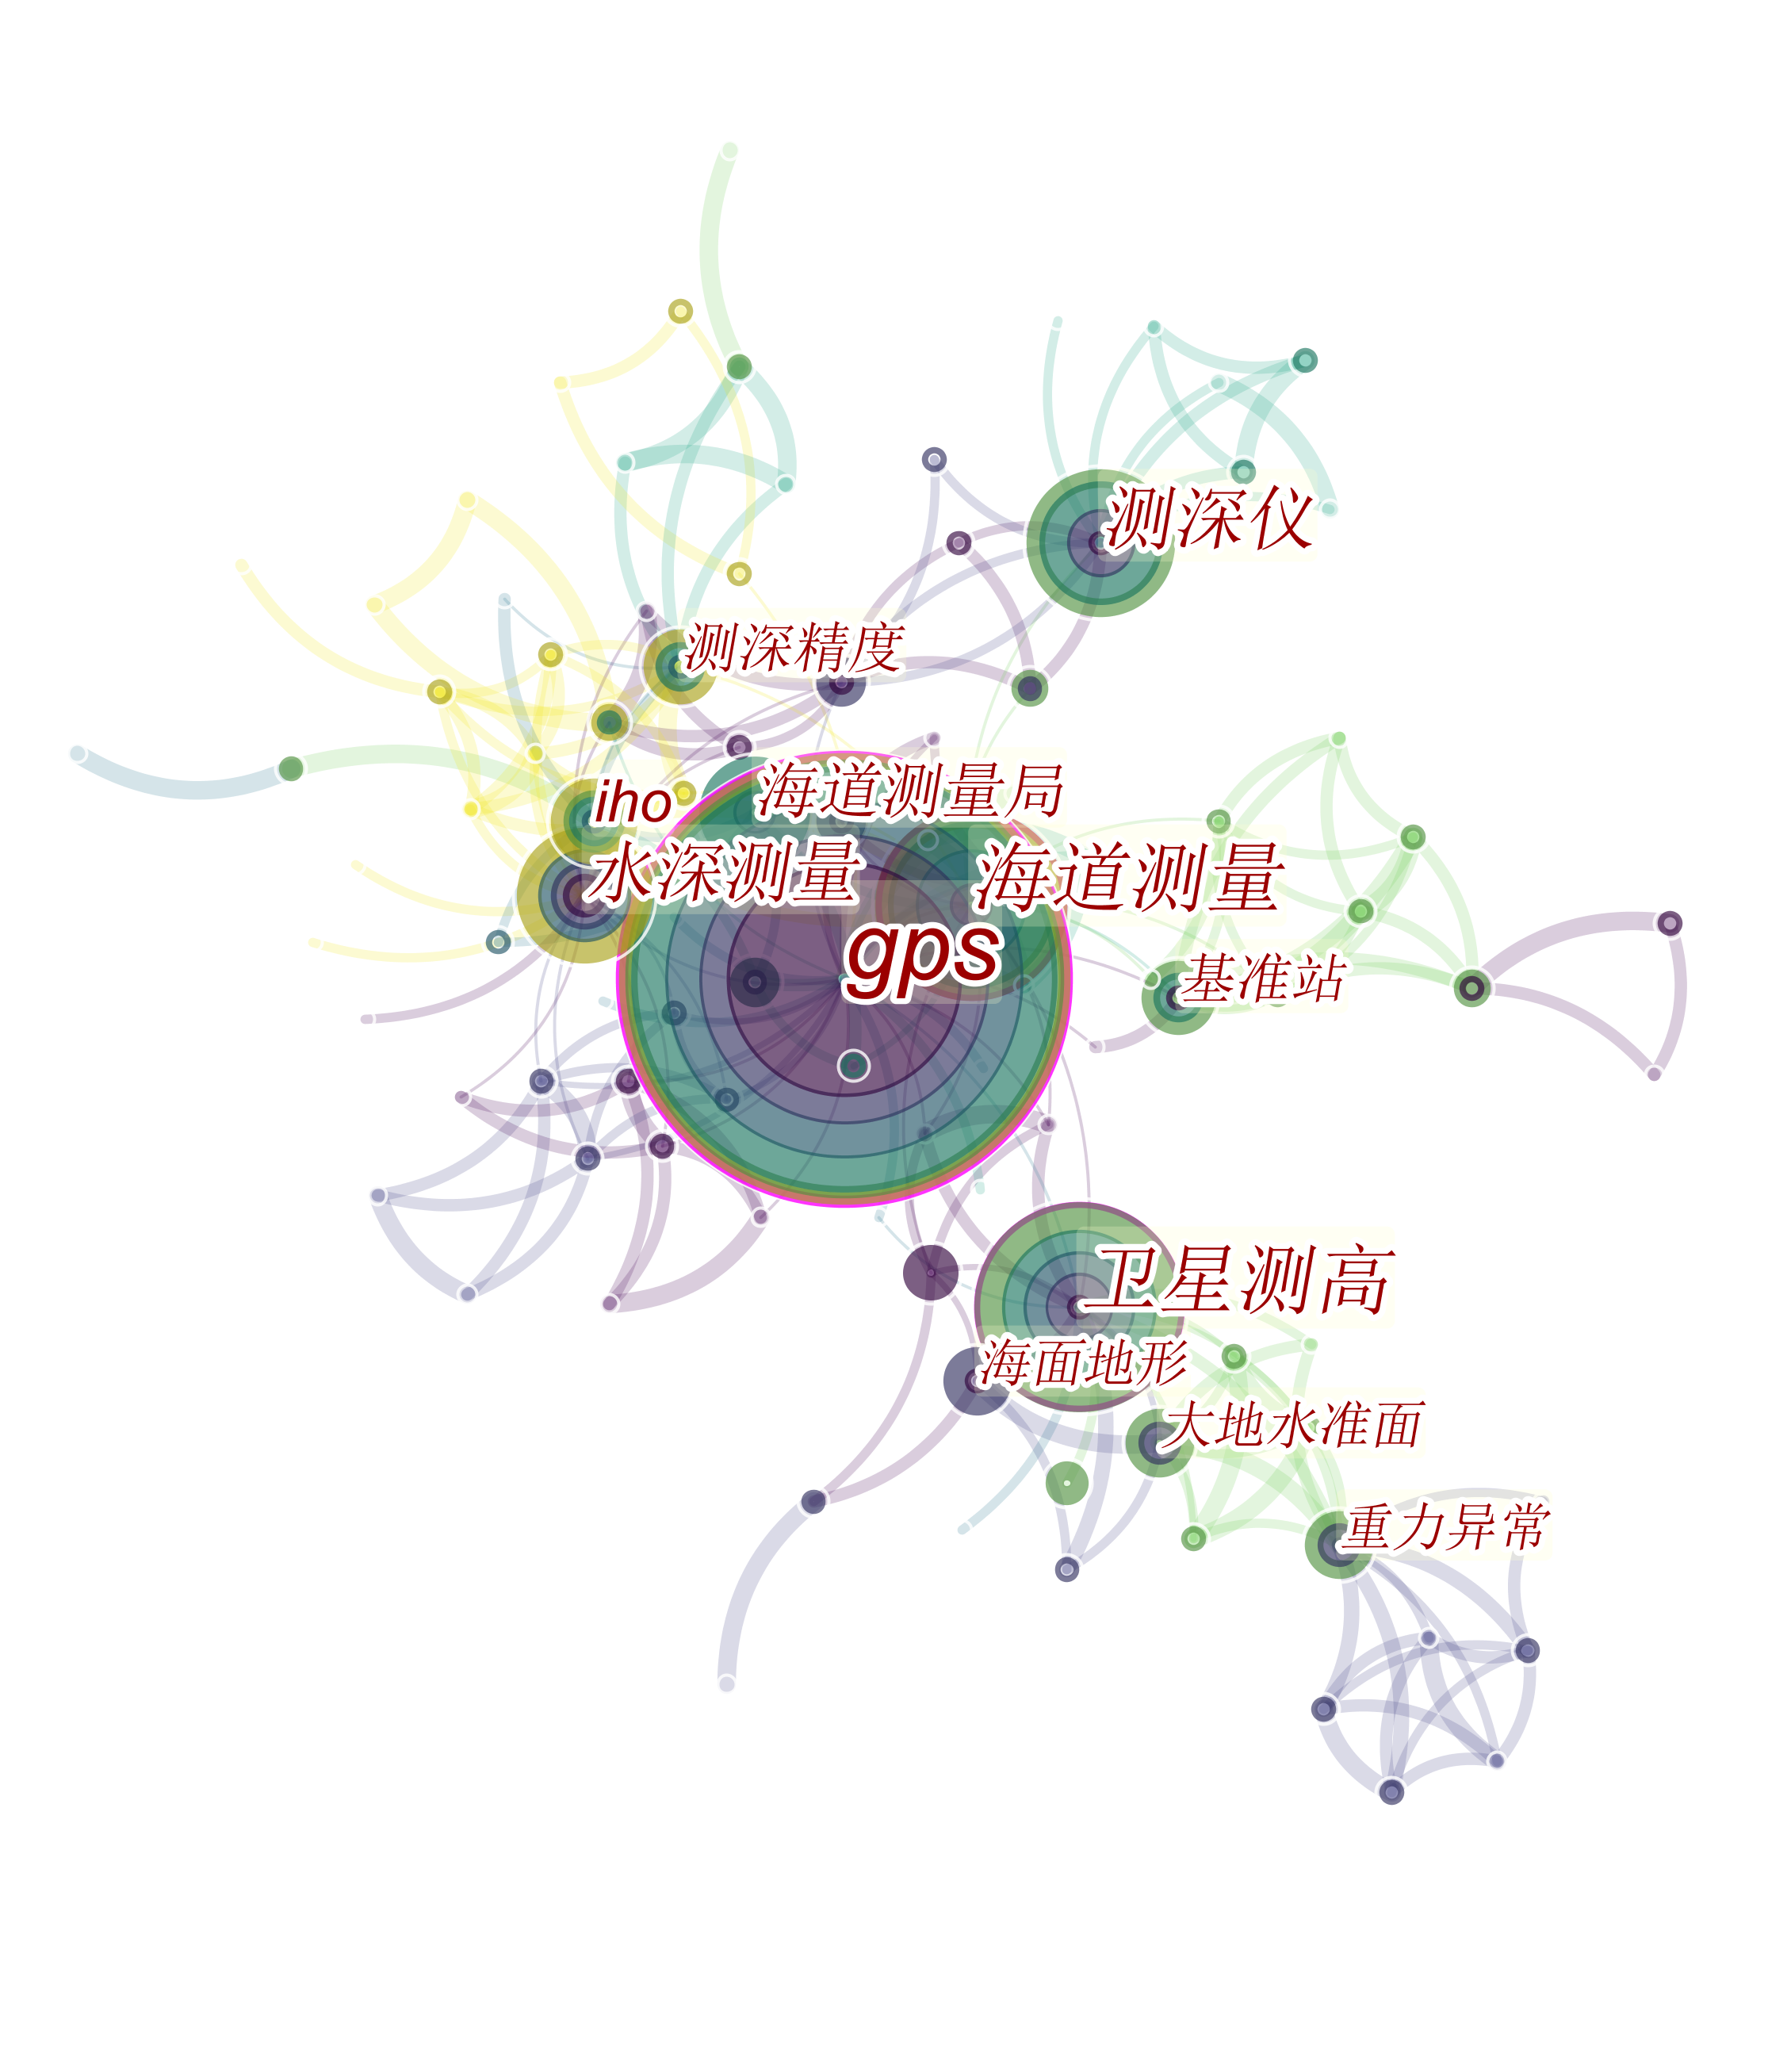 测深仪
测深精度
海道测量局
iho
水深测量
海道测量
gps
基准站
卫星测高
海面地形
大地水准面
重力异常